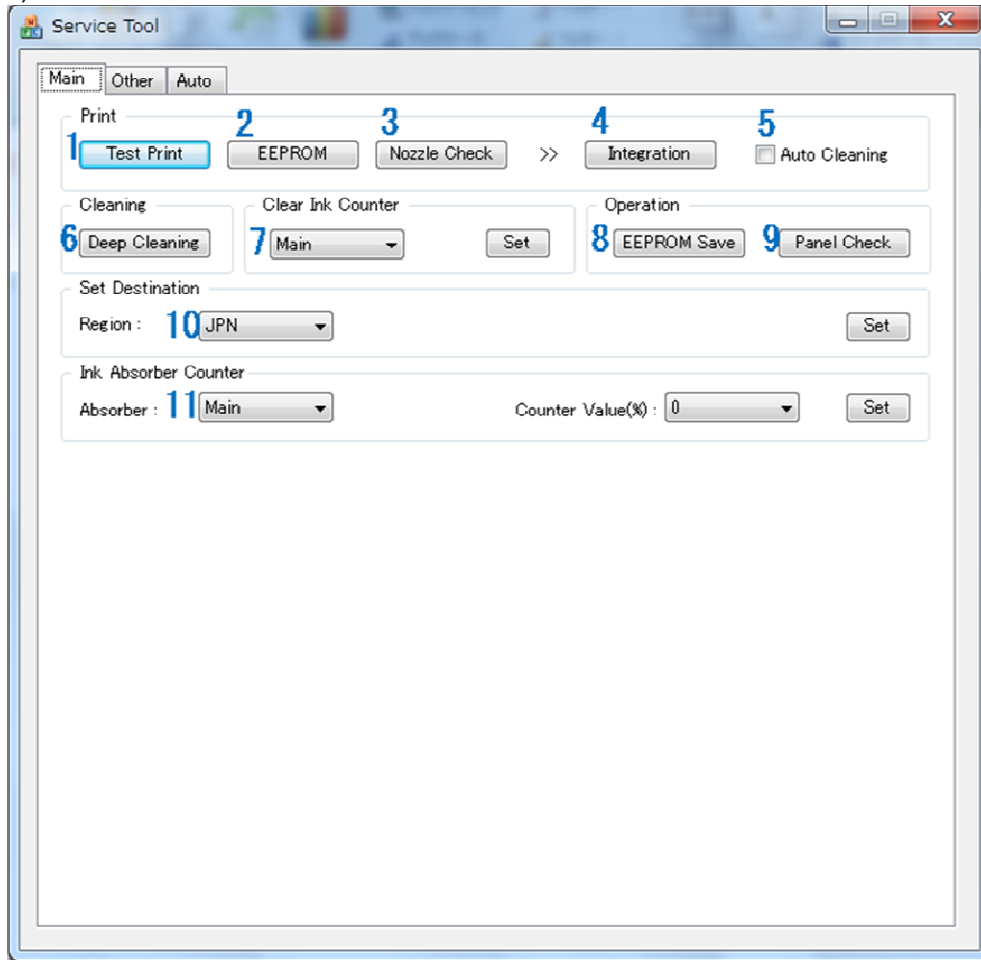 Service Tool
Main Other Auto
Print
1 Test Print 2 EEPROM 3 Nozzle Check >> 4 Integration 5 Auto Cleaning
Cleaning Clear Ink Counter Operation
6 Deep Cleaning 7 Main Set 8 EEPROM Save 9 Panel Check
Set Destination
Region : 10 JPN Set
Ink Absorber Counter
Absorber : 11 Main Counter Value(%) : 0 Set